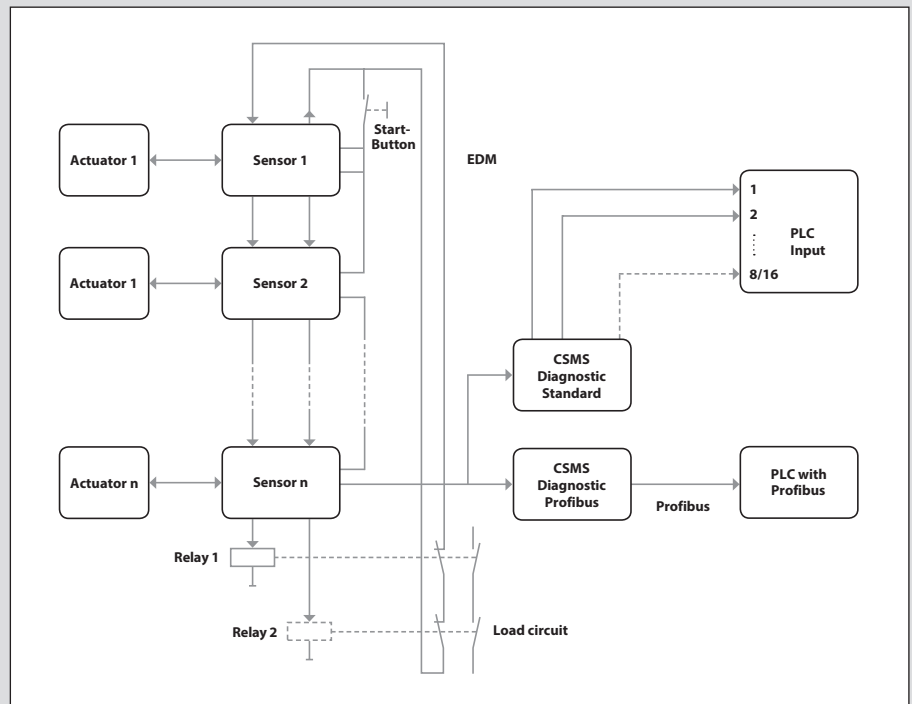 Start-
Button
Actuator 1
Sensor 1
EDM
1
2
PLC
Input
8/16
Actuator 1
Sensor 2
CSMS
Diagnostic
Standard
Actuator n
Sensor n
CSMS
Diagnostic
Profibus
Profibus
PLC with
Profibus
Relay 1
Relay 2
Load circuit